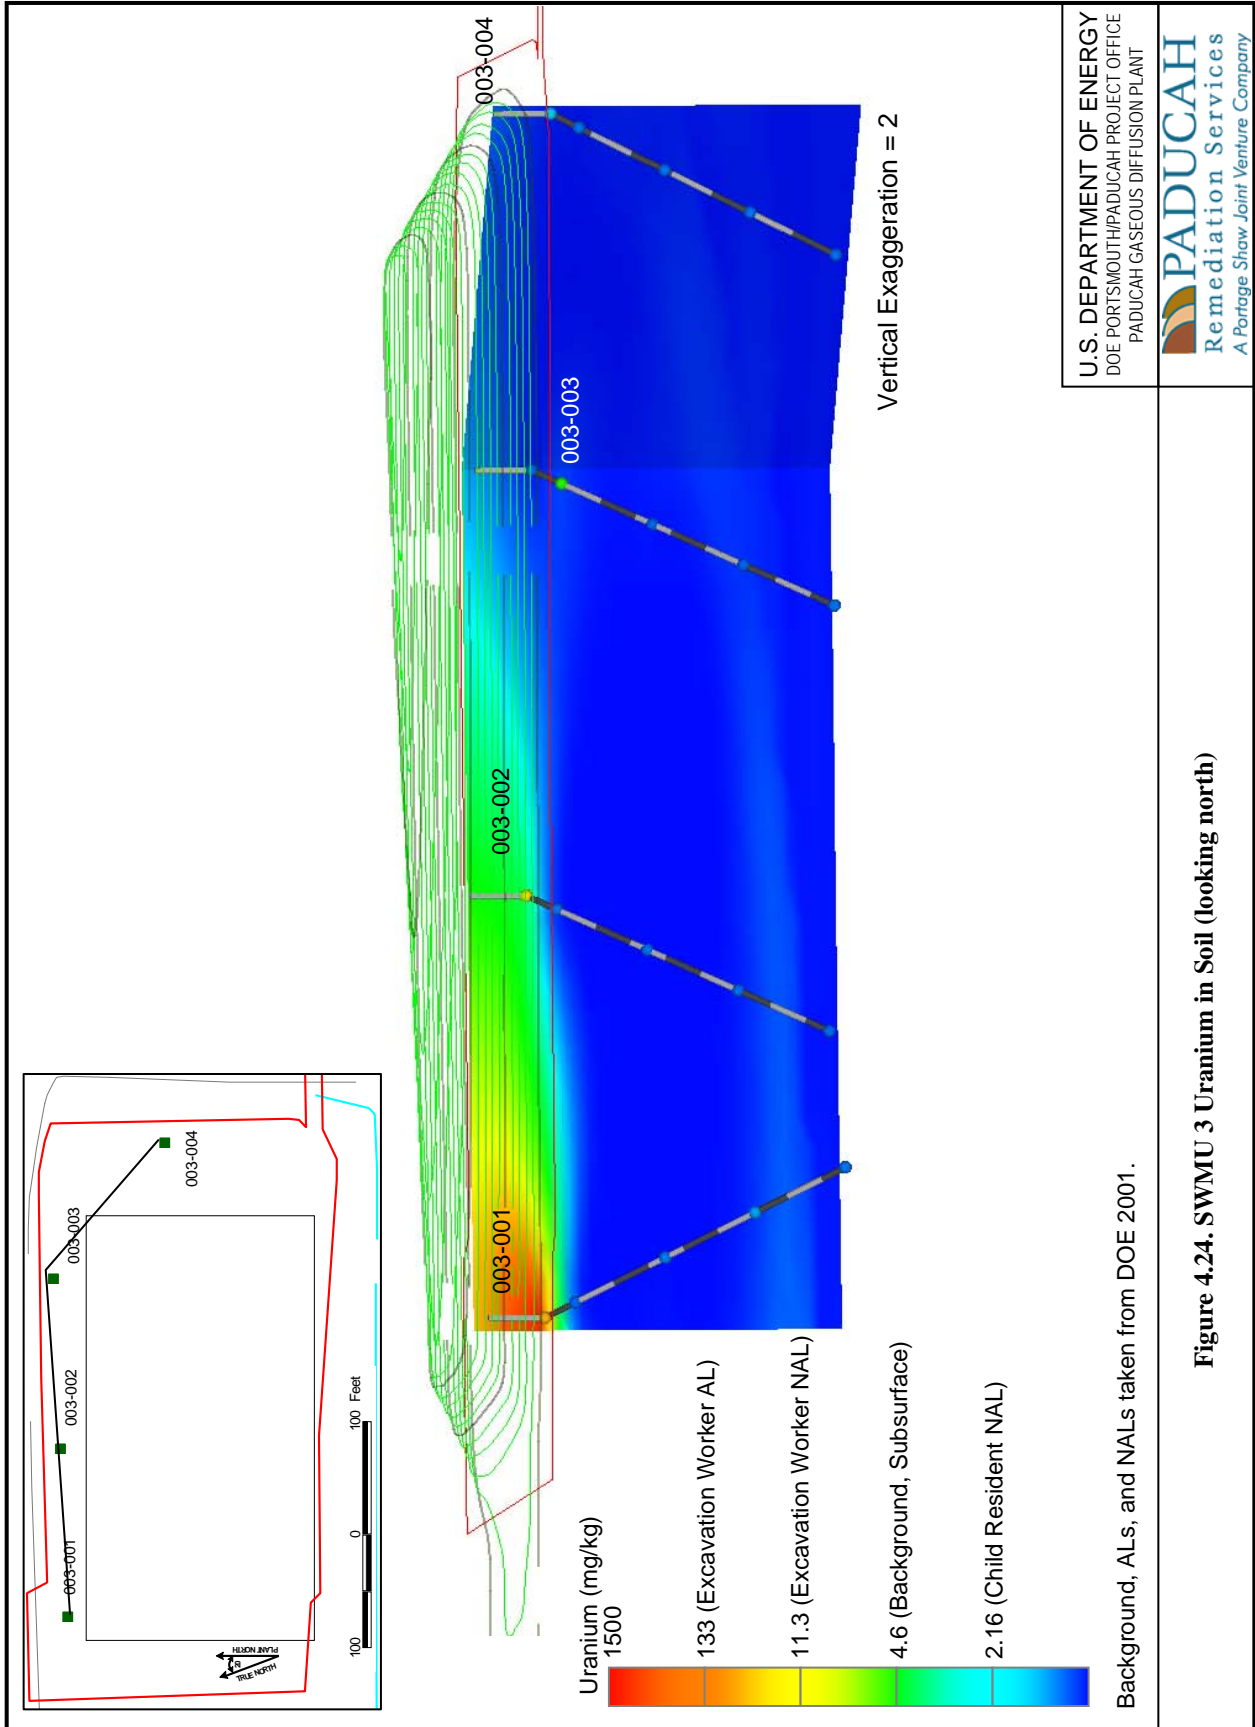 003-001
003-002
003-003
003-004
TRUE NORTH
PLANT NORTH
100
0
100 Feet
003-001
003-002
003-003
003-004
Vertical Exaggeration = 2
Uranium (mg/kg)
1500
133 (Excavation Worker AL)
11.3 (Excavation Worker NAL)
4.6 (Background, Subsurface)
2.16 (Child Resident NAL)
Background, ALs, and NALs taken from DOE 2001.
Figure 4.24. SWMU 3 Uranium in Soil (looking north)
U.S. DEPARTMENT OF ENERGY
DOE PORTSMOUTH/PADUCAH PROJECT OFFICE
PADUCAH GASEOUS DIFFUSION PLANT
PADUCAH
Remediation Services
A Portage Shaw Joint Venture Company